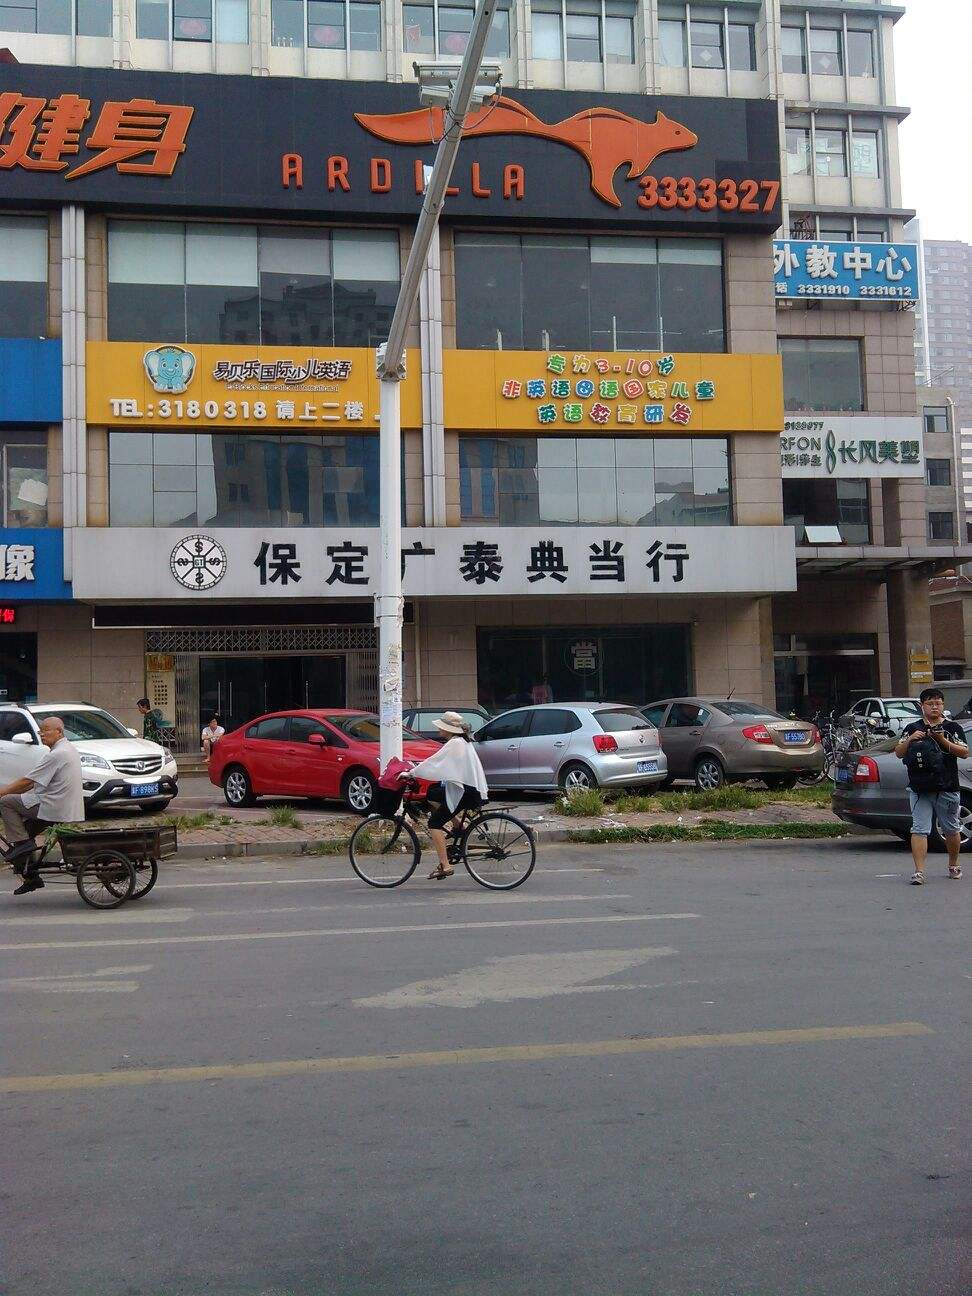 健身
ARDILLA
3333327
外教中心
3331910 3331612
易贝乐国际少儿英语
TEL:3180318 请上二楼
专为3-10岁
非英语母语国家儿童
英语教育研发
RFON
长风美塑
保定广泰典当行
GT
像
當